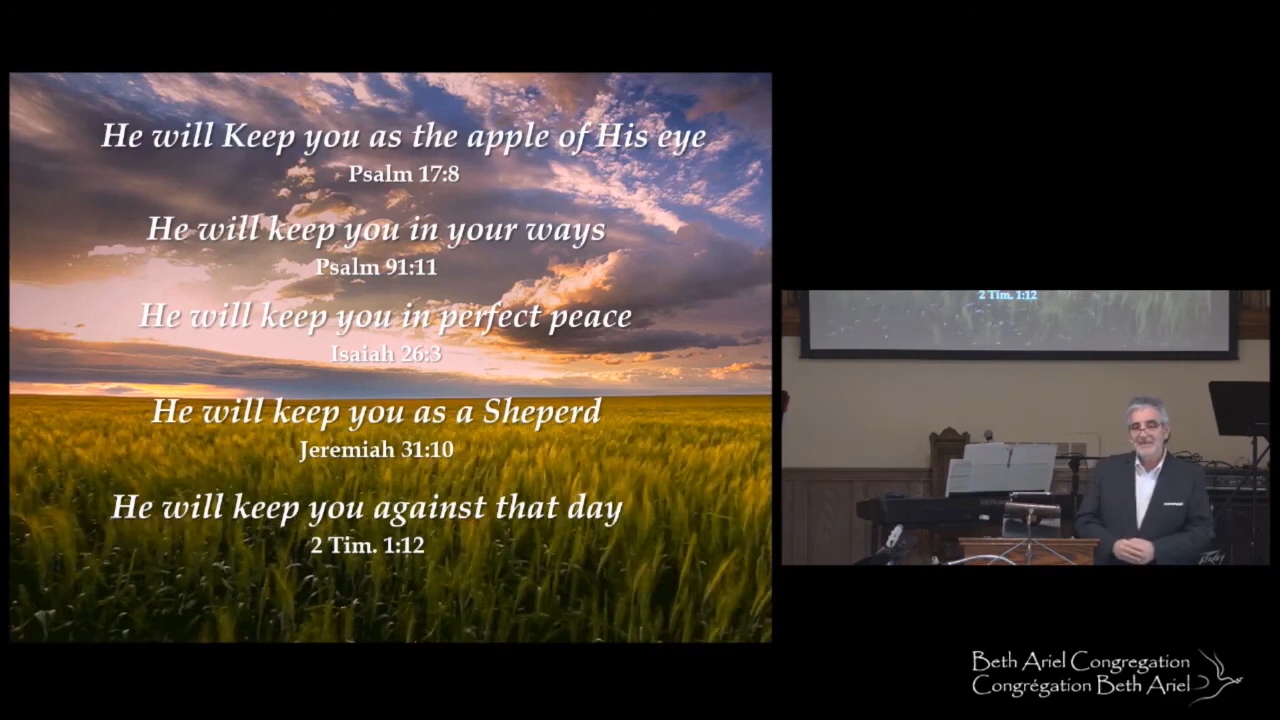 He will Keep you as the apple of His eye
Psalm 17:8
He will keep you in your ways
Psalm 91:11
He will keep you in perfect peace
Isaiah 26:3
He will keep you as a Sheperd
Jeremiah 31:10
He will keep you against that day
2 Tim. 1:12
2 Tim. 1:12
Beth Ariel Congregation
Congrégation Beth Ariel